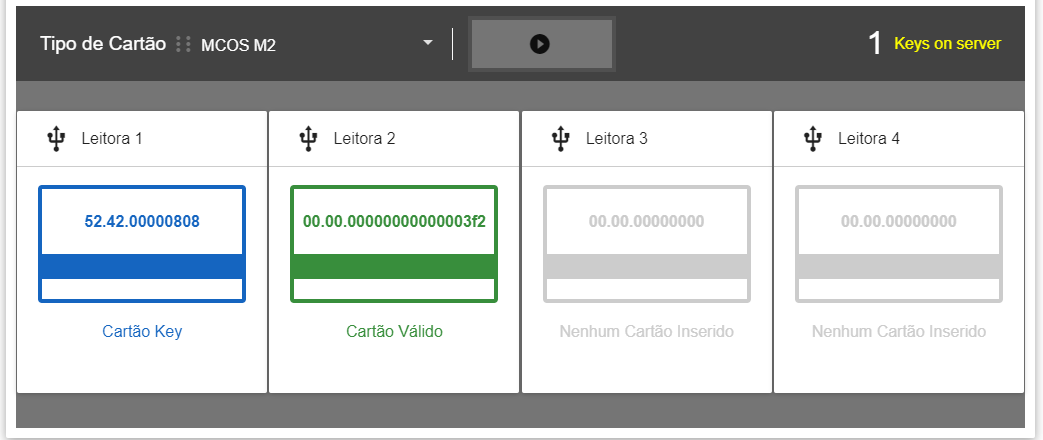 Tipo de Cartão MCOS M2 1 Keys on server
Leitora 1 Leitora 2 Leitora 3 Leitora 4
52.42.00000808 00.00.00000000000003f2 00.00.00000000 00.00.00000000
Cartão Key Cartão Válido Nenhum Cartão Inserido Nenhum Cartão Inserido